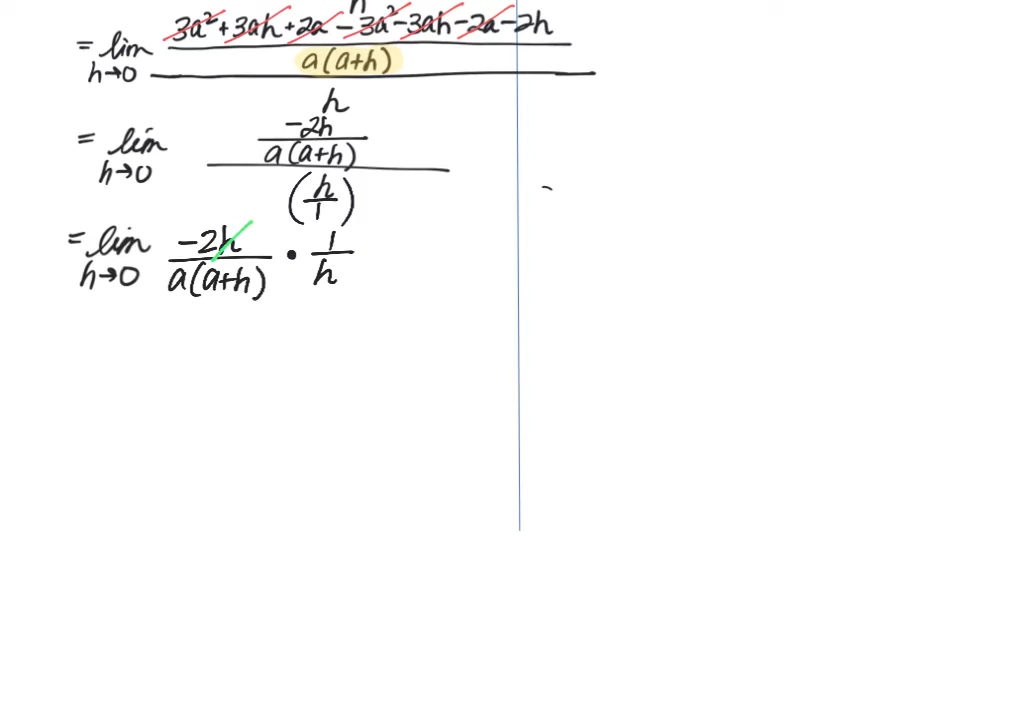 h
3a² + 3ah + 2a - 3a² - 3ah - 2a - 2h
= lim h→0
a(a+h)
h
-2h
= lim h→0
a(a+h)
(h/1)
= lim h→0 -2h/a(a+h) • 1/h